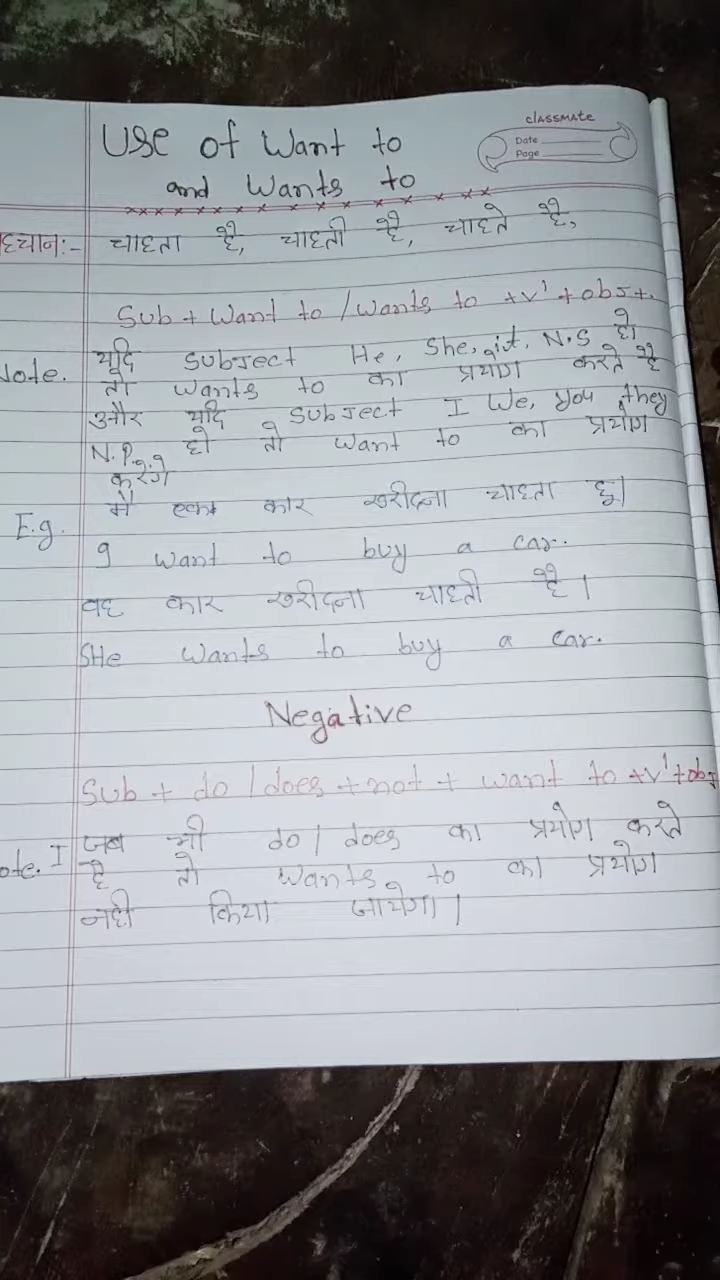 classmate
Date
Page
Use of Want to
and Wants to
पहचान:- चाहता है, चाहती है, चाहते है,
Sub + Want to / wants to + v¹ + obj+.
Note. यदि Subject He, She, it, N.S हो
तो wants to का प्रयोग करते है
और यदि Subject I We, You they
N.P. हो तो want to का प्रयोग
करेंगे
मै एक कार खरीदना चाहता हू।
E.g. I want to buy a car.
वह कार खरीदना चाहती है।
SHe wants to buy a car.
Negative
Sub + do / does + not + want to + v¹ + obj
ote. I जब भी do / does का प्रयोग करते
है तो wants to का प्रयोग
नही किया जायेगा।